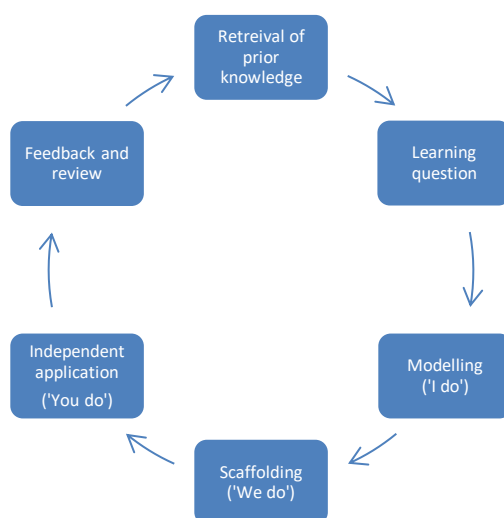 Retreival of
prior
knowledge
Learning
question
Modelling
('I do')
Scaffolding
('We do')
Independent
application
('You do')
Feedback and
review